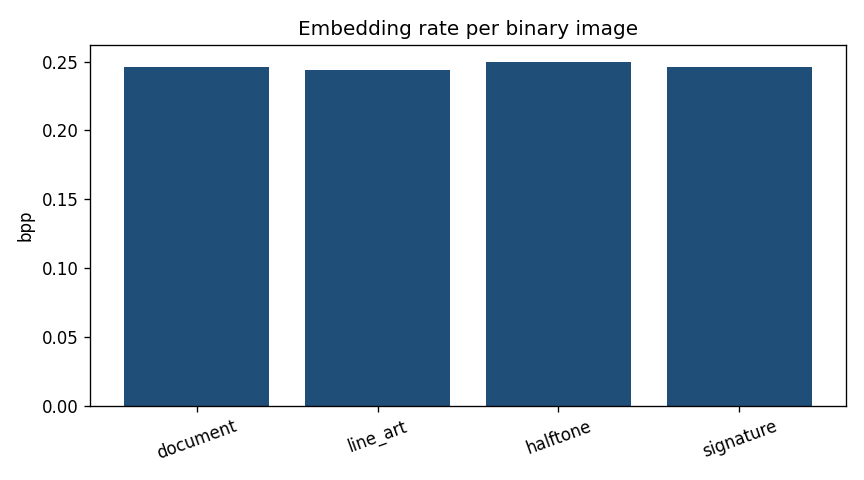 Embedding rate per binary image
bpp
0.25
0.20
0.15
0.10
0.05
0.00
document
line_art
halftone
signature